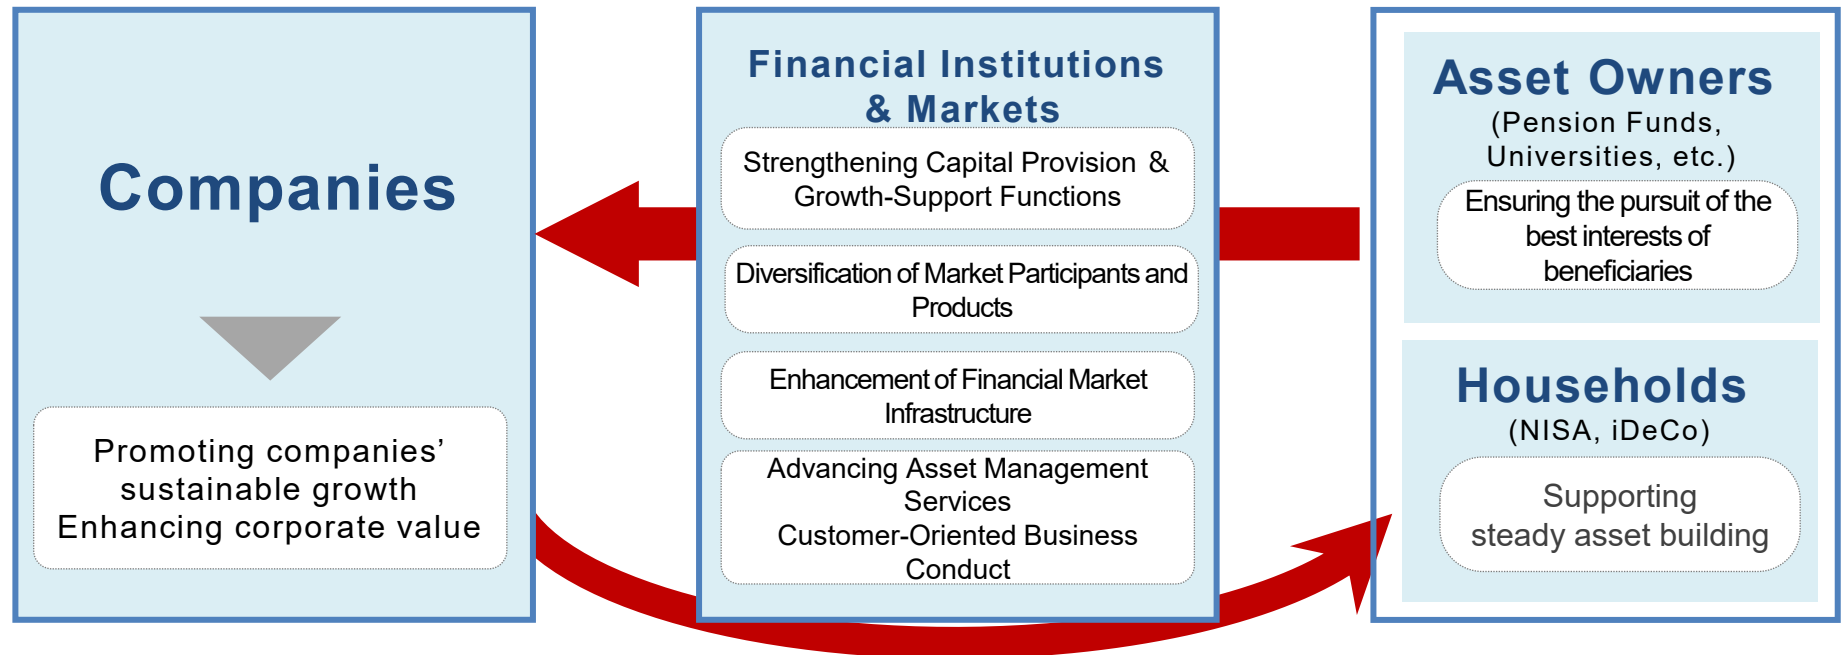 Companies
Promoting companies’
sustainable growth
Enhancing corporate value
Financial Institutions
& Markets
Strengthening Capital Provision &
Growth-Support Functions
Diversification of Market Participants and
Products
Enhancement of Financial Market
Infrastructure
Advancing Asset Management
Services
Customer-Oriented Business
Conduct
Asset Owners
(Pension Funds,
Universities, etc.)
Ensuring the pursuit of the
best interests of
beneficiaries
Households
(NISA, iDeCo)
Supporting
steady asset building